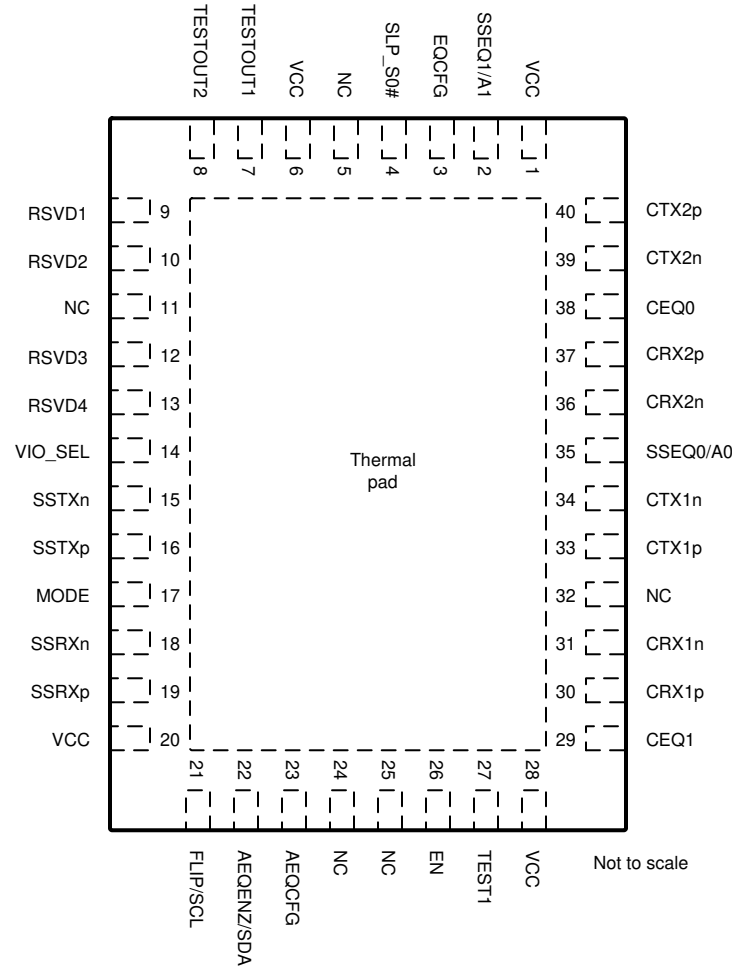 TESTOUT2
TESTOUT1
VCC
NC
SLP_S0#
EQCFG
SSEQ1/A1
VCC
8
7
6
5
4
3
2
1
RSVD1 9
RSVD2 10
NC 11
RSVD3 12
RSVD4 13
VIO_SEL 14
SSTXn 15
SSTXp 16
MODE 17
SSRXn 18
SSRXp 19
VCC 20
Thermal
pad
40 CTX2p
39 CTX2n
38 CEQ0
37 CRX2p
36 CRX2n
35 SSEQ0/A0
34 CTX1n
33 CTX1p
32 NC
31 CRX1n
30 CRX1p
29 CEQ1
21
22
23
24
25
26
27
28
FLIP/SCL
AEQENZ/SDA
AEQCFG
NC
NC
EN
TEST1
VCC
Not to scale